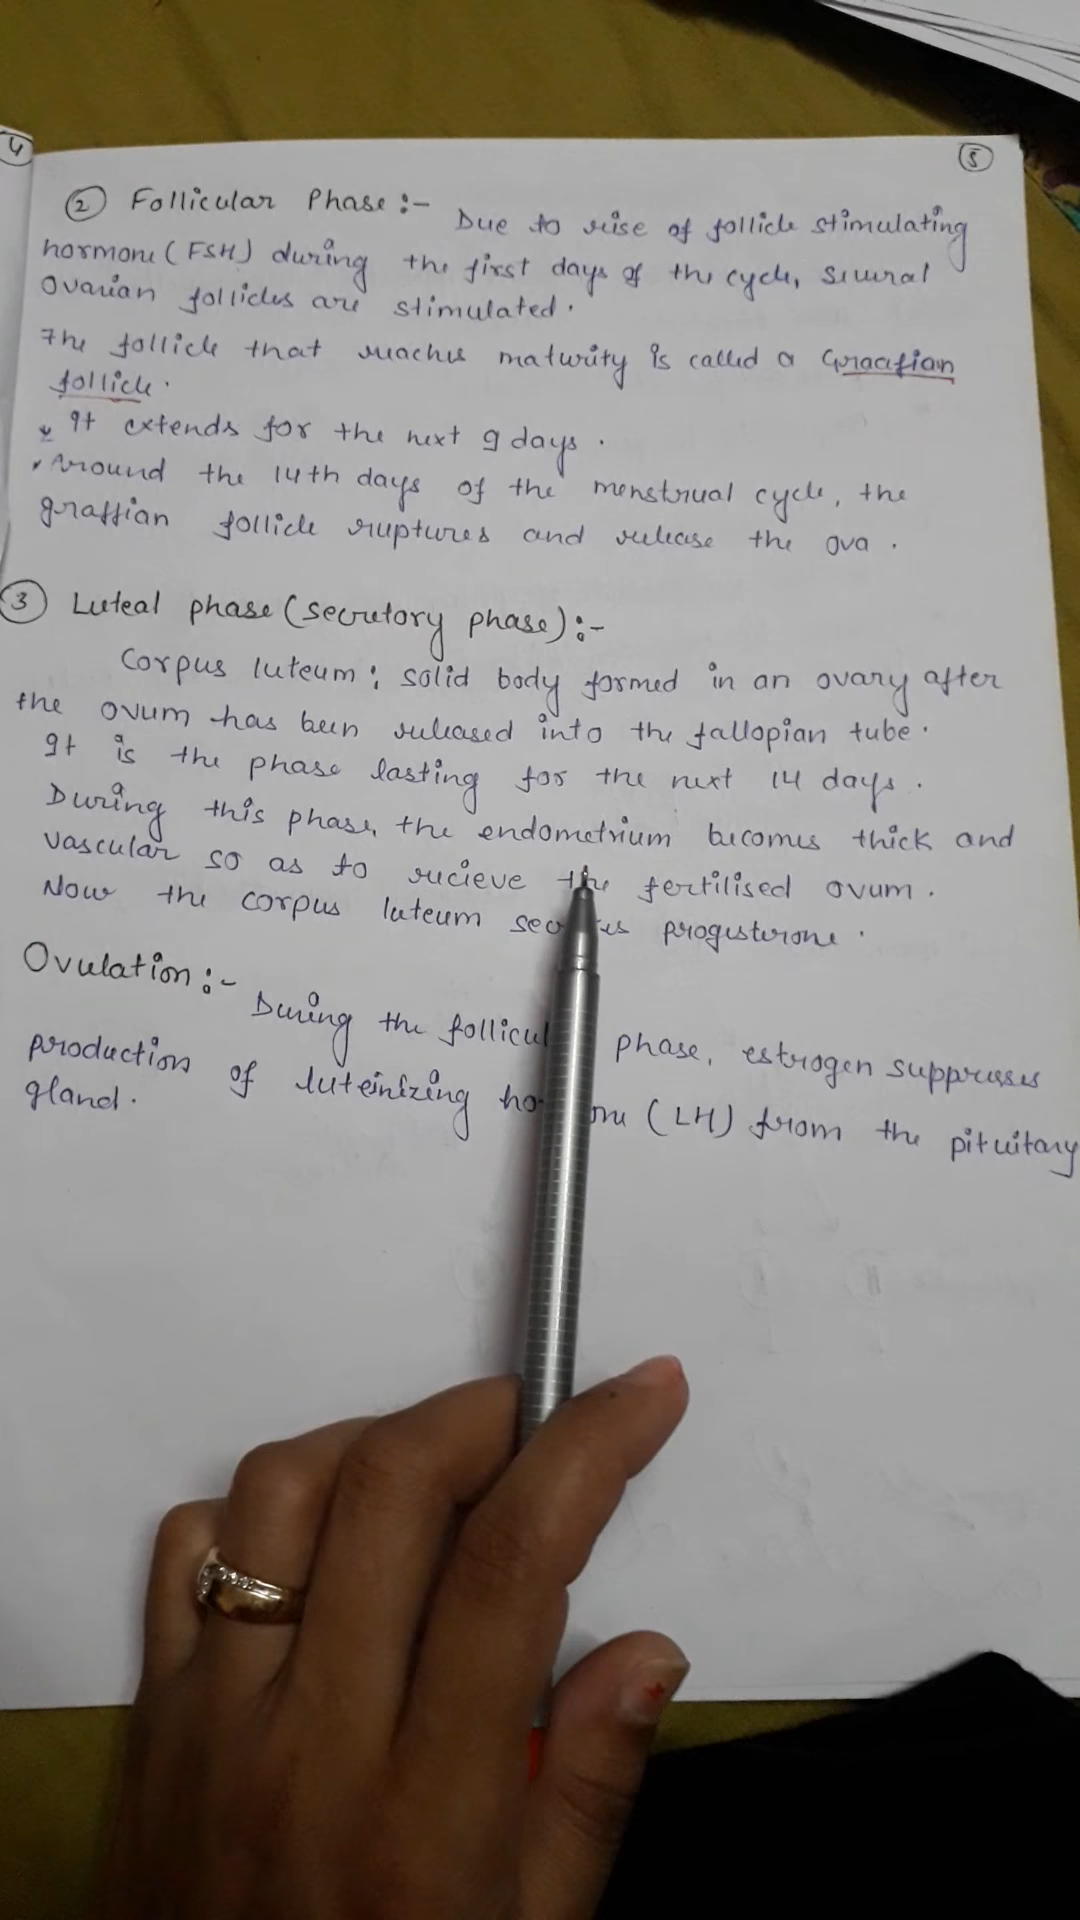 4
5
② Follicular Phase :-
Due to rise of follicle stimulating
hormone (FSH) during the first days of the cycle, several
Ovarian follicles are stimulated.
The follicle that reaches maturity is called a Graafian
follicle.
* It extends for the next 9 days.
* Around the 14th days of the menstrual cycle, the
graffian follicle ruptures and release the ova.
③ Luteal phase (secretory phase) :-
Corpus luteum; solid body formed in an ovary after
the ovum has been released into the fallopian tube.
It is the phase lasting for the next 14 days.
During this phase, the endometrium becomes thick and
vascular so as to recieve the fertilised ovum.
Now the corpus luteum progesterone.
Ovulation :-
During the phase, estrogen suppresses
production of luteinizing (LH) from the pituitary
gland.